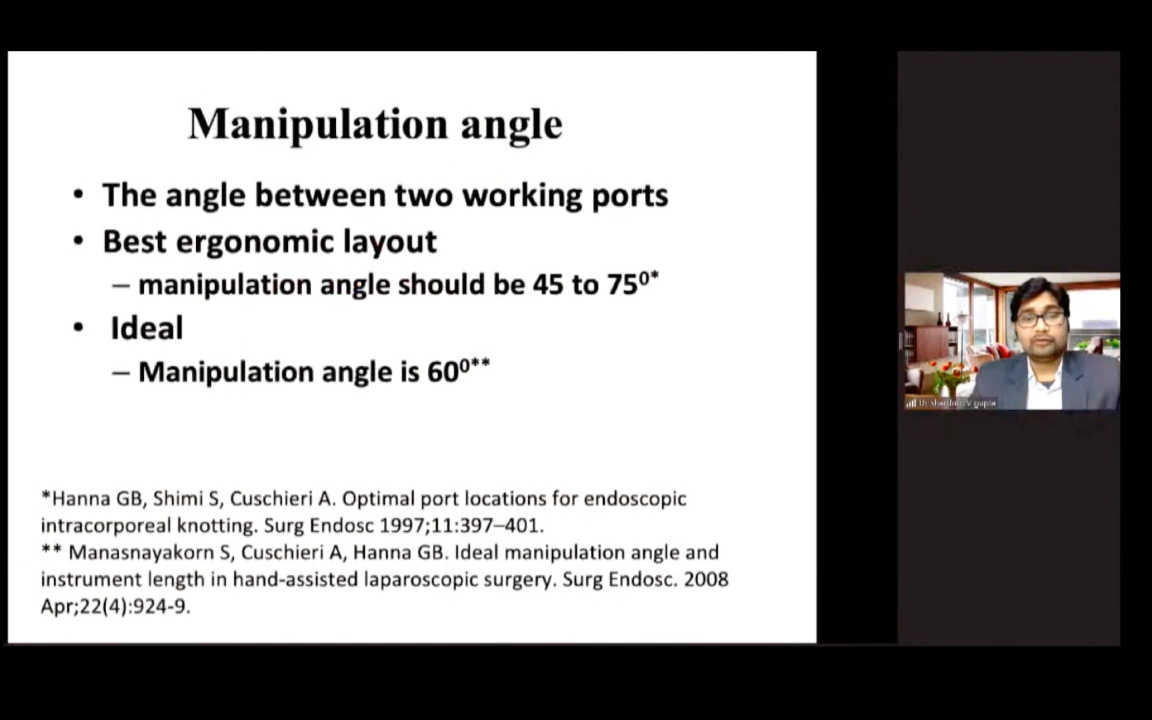 Manipulation angle
• The angle between two working ports
• Best ergonomic layout
– manipulation angle should be 45 to 75⁰*
• Ideal
– Manipulation angle is 60⁰**
*Hanna GB, Shimi S, Cuschieri A. Optimal port locations for endoscopic
intracorporeal knotting. Surg Endosc 1997;11:397–401.
** Manasnayakorn S, Cuschieri A, Hanna GB. Ideal manipulation angle and
instrument length in hand-assisted laparoscopic surgery. Surg Endosc. 2008
Apr;22(4):924-9.